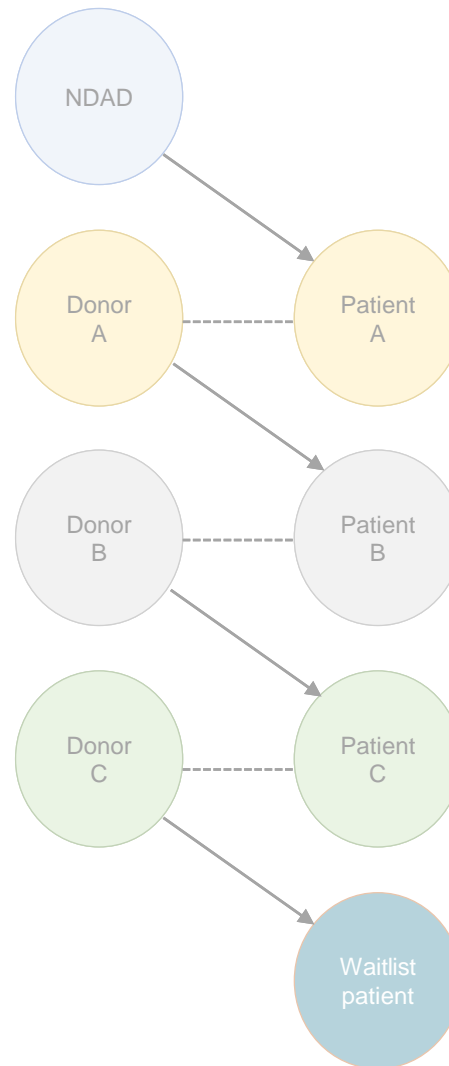 NDAD
Donor
A
Patient
A
Donor
B
Patient
B
Donor
C
Patient
C
Waitlist
patient